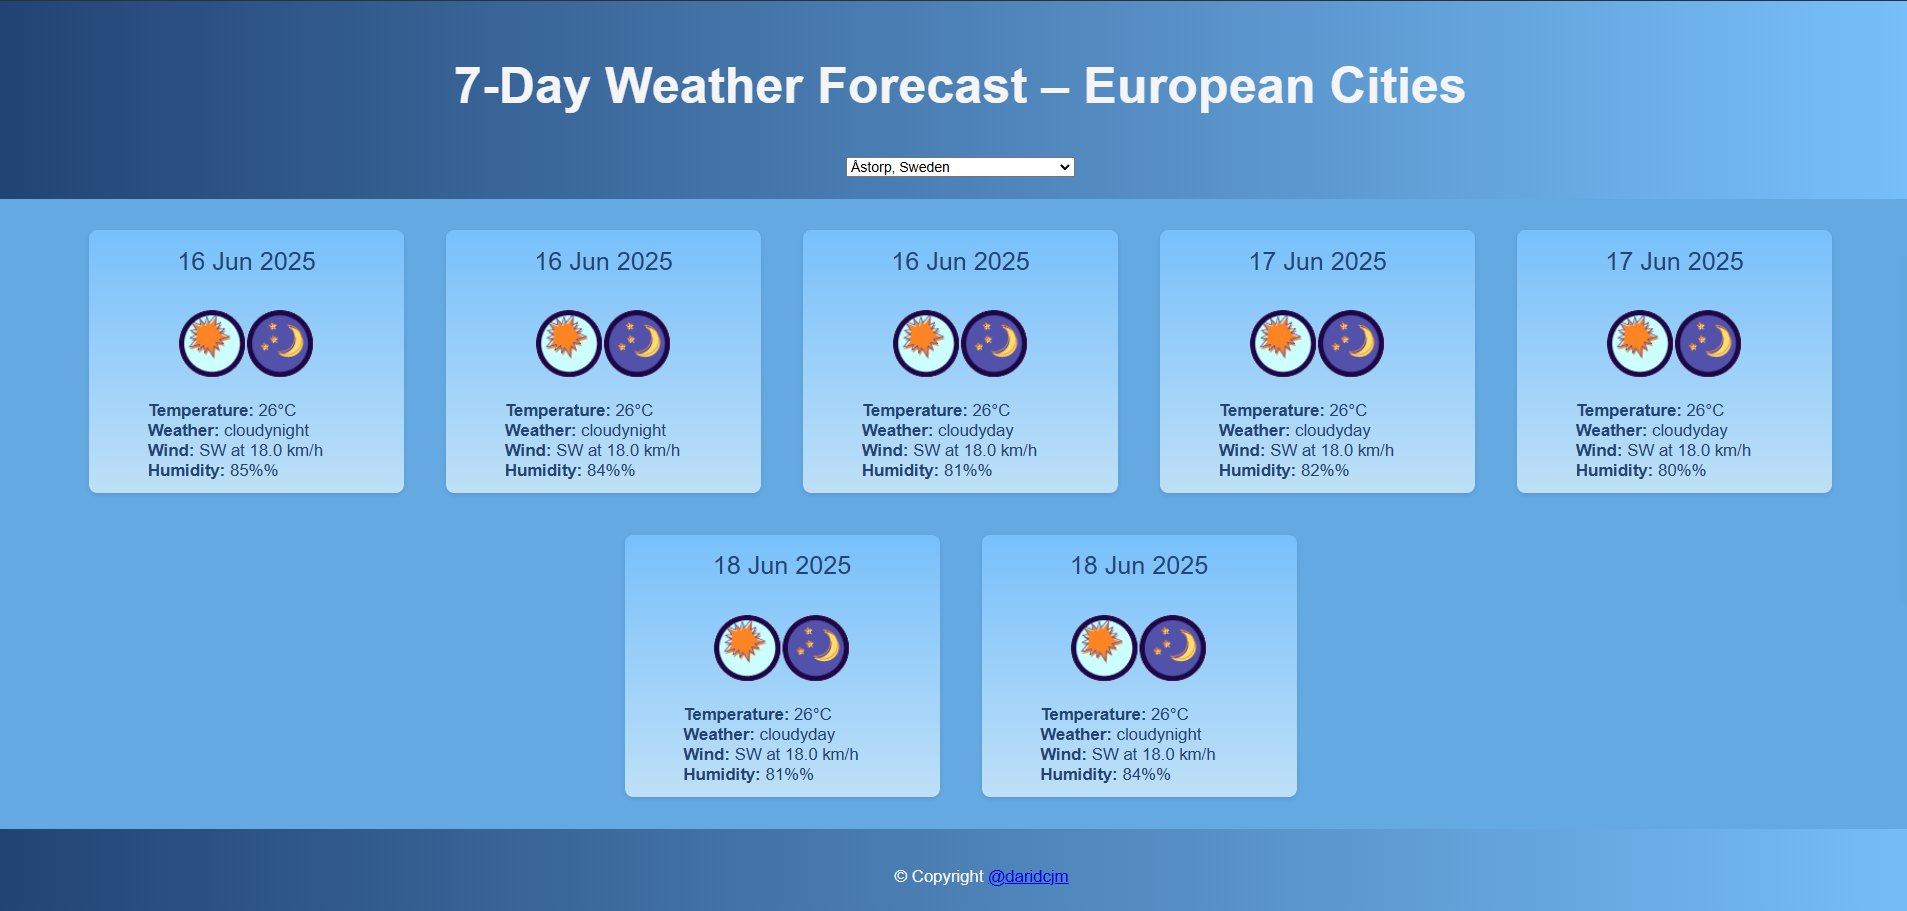 7-Day Weather Forecast – European Cities
Åstorp, Sweden
16 Jun 2025
Temperature: 26°C
Weather: cloudynight
Wind: SW at 18.0 km/h
Humidity: 85%%
16 Jun 2025
Temperature: 26°C
Weather: cloudynight
Wind: SW at 18.0 km/h
Humidity: 84%%
16 Jun 2025
Temperature: 26°C
Weather: cloudyday
Wind: SW at 18.0 km/h
Humidity: 81%%
17 Jun 2025
Temperature: 26°C
Weather: cloudyday
Wind: SW at 18.0 km/h
Humidity: 82%%
17 Jun 2025
Temperature: 26°C
Weather: cloudyday
Wind: SW at 18.0 km/h
Humidity: 80%%
18 Jun 2025
Temperature: 26°C
Weather: cloudyday
Wind: SW at 18.0 km/h
Humidity: 81%%
18 Jun 2025
Temperature: 26°C
Weather: cloudynight
Wind: SW at 18.0 km/h
Humidity: 84%%
© Copyright @daridcjm